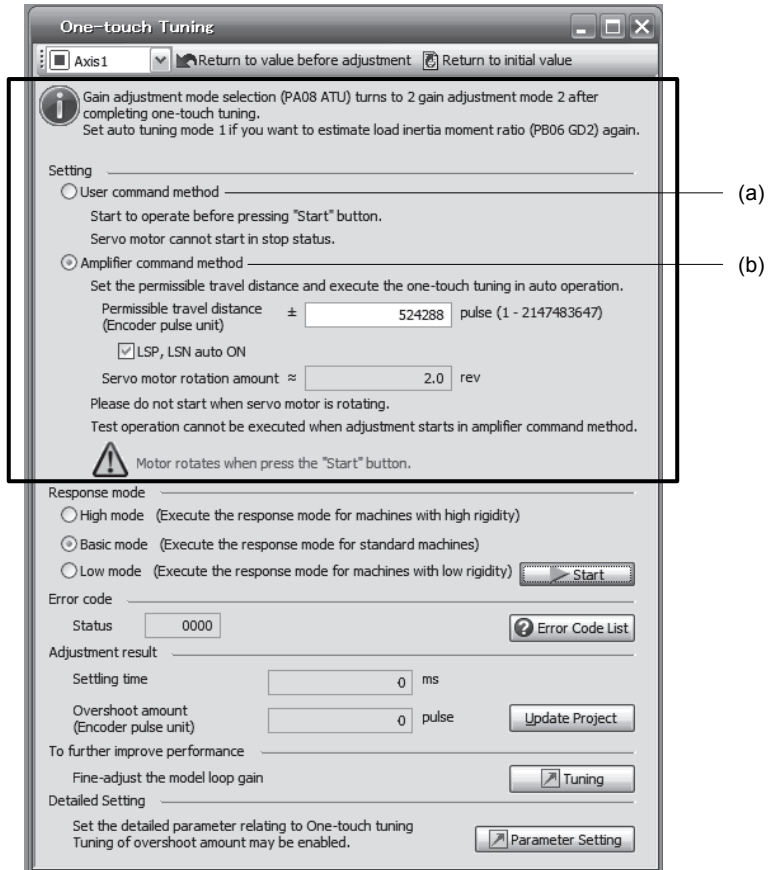 One-touch Tuning
Axis1 Return to value before adjustment Return to initial value
Gain adjustment mode selection (PA08 ATU) turns to 2 gain adjustment mode 2 after
completing one-touch tuning.
Set auto tuning mode 1 if you want to estimate load inertia moment ratio (PB06 GD2) again.
Setting
User command method (a)
Start to operate before pressing "Start" button.
Servo motor cannot start in stop status.
Amplifier command method (b)
Set the permissible travel distance and execute the one-touch tuning in auto operation.
Permissible travel distance
(Encoder pulse unit) ± 524288 pulse (1 - 2147483647)
LSP, LSN auto ON
Servo motor rotation amount ≈ 2.0 rev
Please do not start when servo motor is rotating.
Test operation cannot be executed when adjustment starts in amplifier command method.
Motor rotates when press the "Start" button.
Response mode
High mode (Execute the response mode for machines with high rigidity)
Basic mode (Execute the response mode for standard machines)
Low mode (Execute the response mode for machines with low rigidity) Start
Error code
Status 0000 Error Code List
Adjustment result
Settling time 0 ms
Overshoot amount
(Encoder pulse unit) 0 pulse Update Project
To further improve performance
Fine-adjust the model loop gain Tuning
Detailed Setting
Set the detailed parameter relating to One-touch tuning
Tuning of overshoot amount may be enabled. Parameter Setting